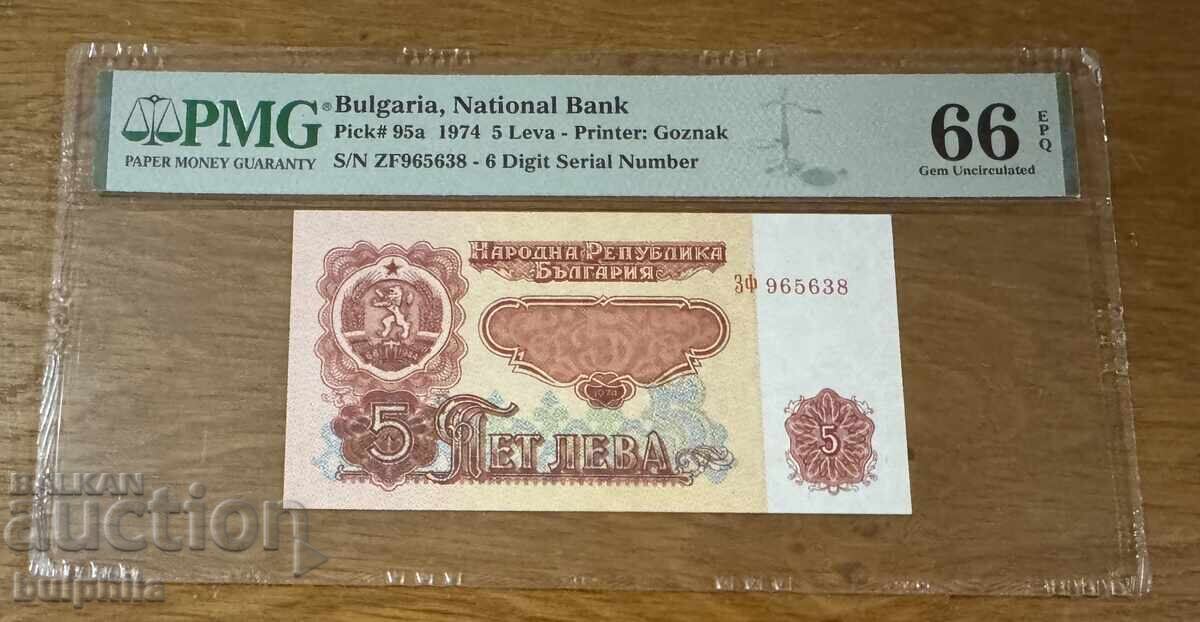 PMG®
PAPER MONEY GUARANTY
Bulgaria, National Bank
Pick# 95a 1974 5 Leva - Printer: Goznak
S/N ZF965638 - 6 Digit Serial Number
66 EPQ
Gem Uncirculated
НАРОДНА РЕПУБЛИКА
БЪЛГАРИЯ
ЗФ 965638
1974
5 ПЕТ ЛЕВА
5
BALKAN
auction
bulphila